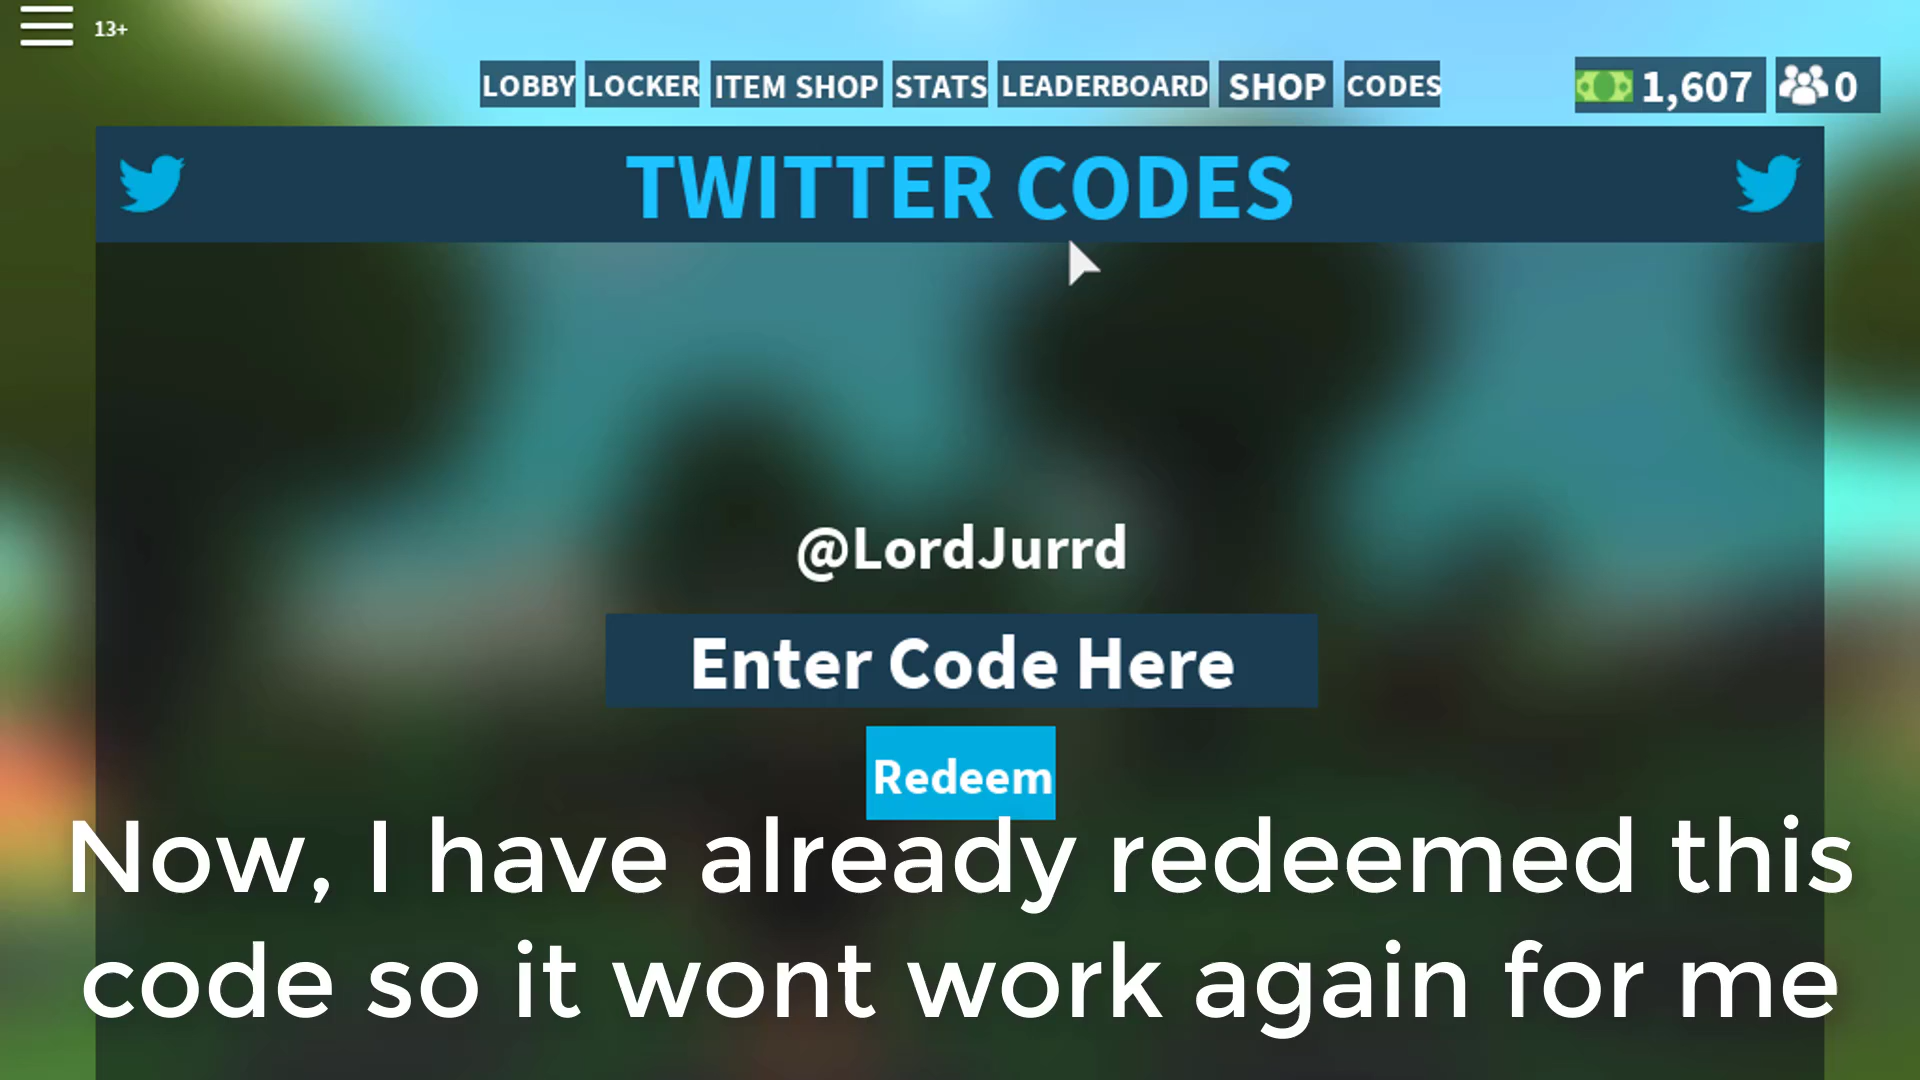 13+
LOBBY LOCKER ITEM SHOP STATS LEADERBOARD SHOP CODES 1,607 0
TWITTER CODES
@LordJurrd
Enter Code Here
Redeem
Now, I have already redeemed this
code so it wont work again for me